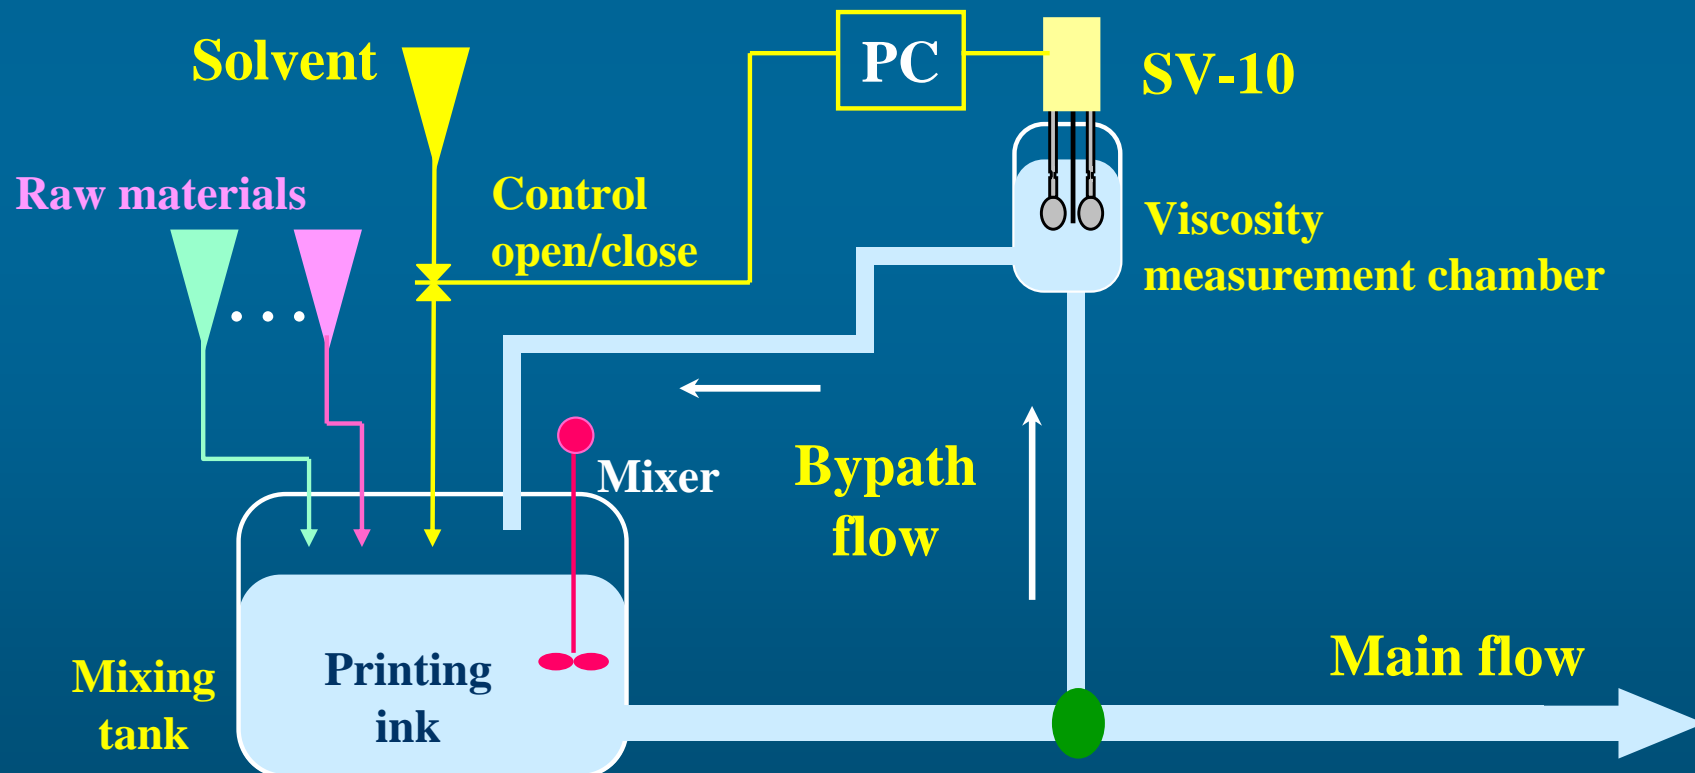 Solvent
PC
SV-10
Raw materials
Control
open/close
Viscosity
measurement chamber
. . .
Mixer
Bypath
flow
Mixing
tank
Printing
ink
Main flow